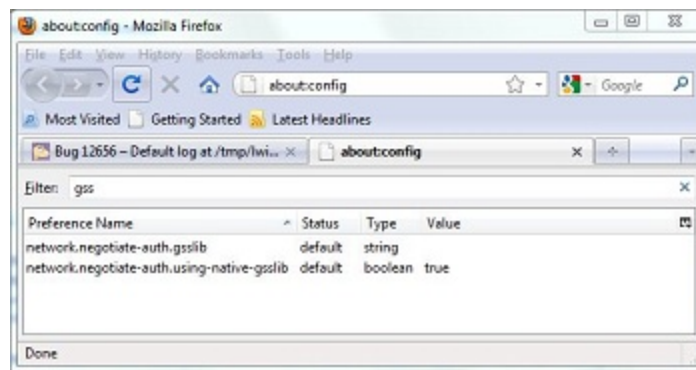 about:config - Mozilla Firefox
File Edit View History Bookmarks Tools Help
about:config
Google
Most Visited Getting Started Latest Headlines
Bug 12656 – Default log at /tmp/lwi... about:config
Filter: gss
Preference Name Status Type Value
network.negotiate-auth.gsslib default string
network.negotiate-auth.using-native-gsslib default boolean true
Done